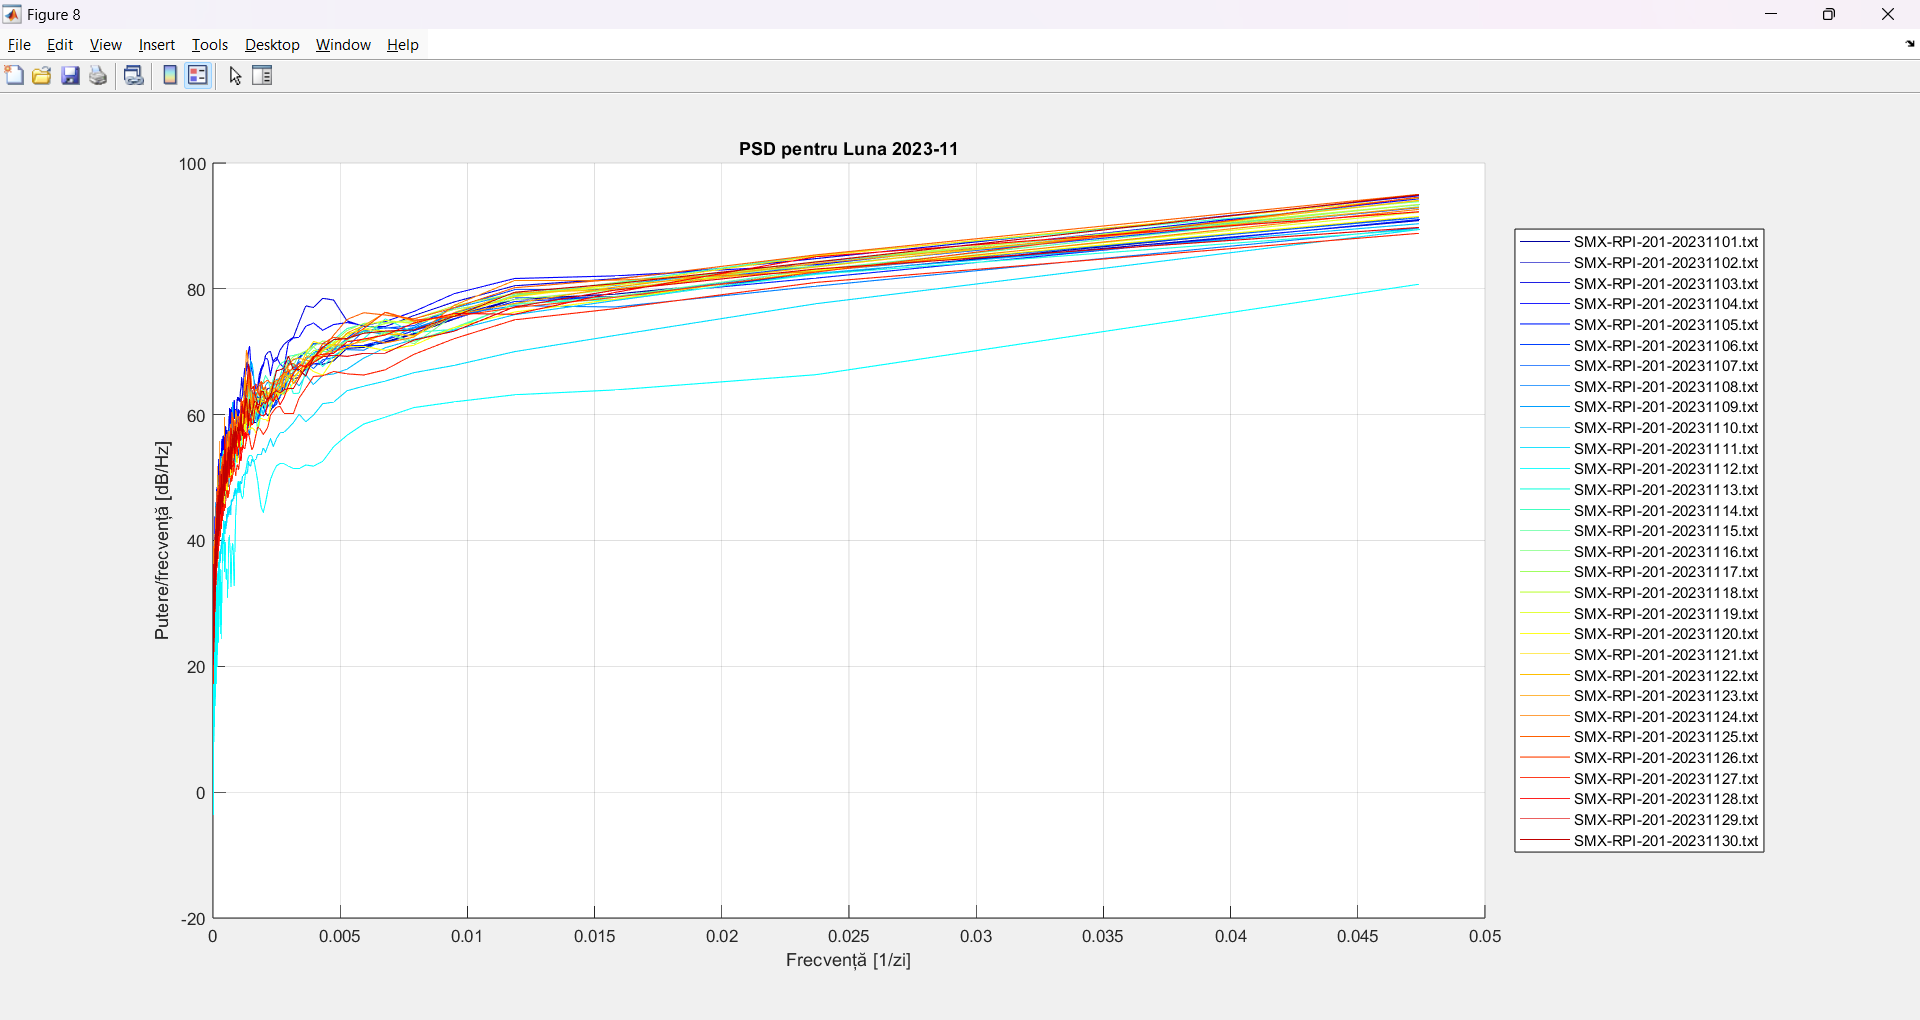 Figure 8
File Edit View Insert Tools Desktop Window Help
PSD pentru Luna 2023-11
100
80
60
40
20
0
-20
Putere/frecvență [dB/Hz]
0 0.005 0.01 0.015 0.02 0.025 0.03 0.035 0.04 0.045 0.05
Frecvență [1/zi]
SMX-RPI-201-20231101.txt
SMX-RPI-201-20231102.txt
SMX-RPI-201-20231103.txt
SMX-RPI-201-20231104.txt
SMX-RPI-201-20231105.txt
SMX-RPI-201-20231106.txt
SMX-RPI-201-20231107.txt
SMX-RPI-201-20231108.txt
SMX-RPI-201-20231109.txt
SMX-RPI-201-20231110.txt
SMX-RPI-201-20231111.txt
SMX-RPI-201-20231112.txt
SMX-RPI-201-20231113.txt
SMX-RPI-201-20231114.txt
SMX-RPI-201-20231115.txt
SMX-RPI-201-20231116.txt
SMX-RPI-201-20231117.txt
SMX-RPI-201-20231118.txt
SMX-RPI-201-20231119.txt
SMX-RPI-201-20231120.txt
SMX-RPI-201-20231121.txt
SMX-RPI-201-20231122.txt
SMX-RPI-201-20231123.txt
SMX-RPI-201-20231124.txt
SMX-RPI-201-20231125.txt
SMX-RPI-201-20231126.txt
SMX-RPI-201-20231127.txt
SMX-RPI-201-20231128.txt
SMX-RPI-201-20231129.txt
SMX-RPI-201-20231130.txt